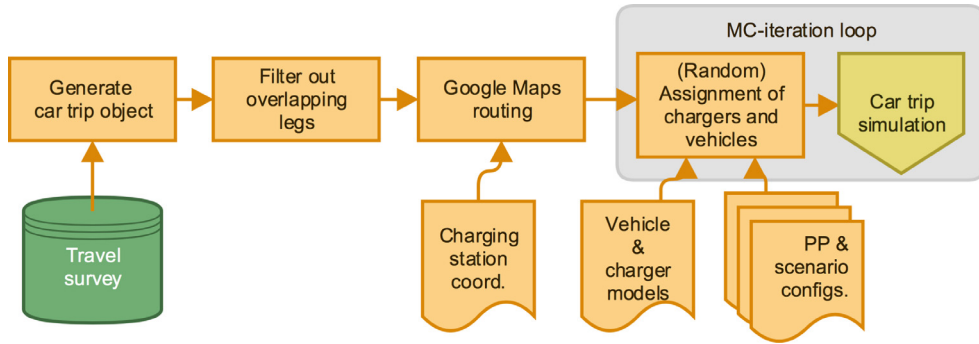 MC-iteration loop
Generate
car trip object
Filter out
overlapping
legs
Google Maps
routing
(Random)
Assignment of
chargers and
vehicles
Car trip
simulation
Travel
survey
Charging
station
coord.
Vehicle
&
charger
models
PP &
scenario
configs.